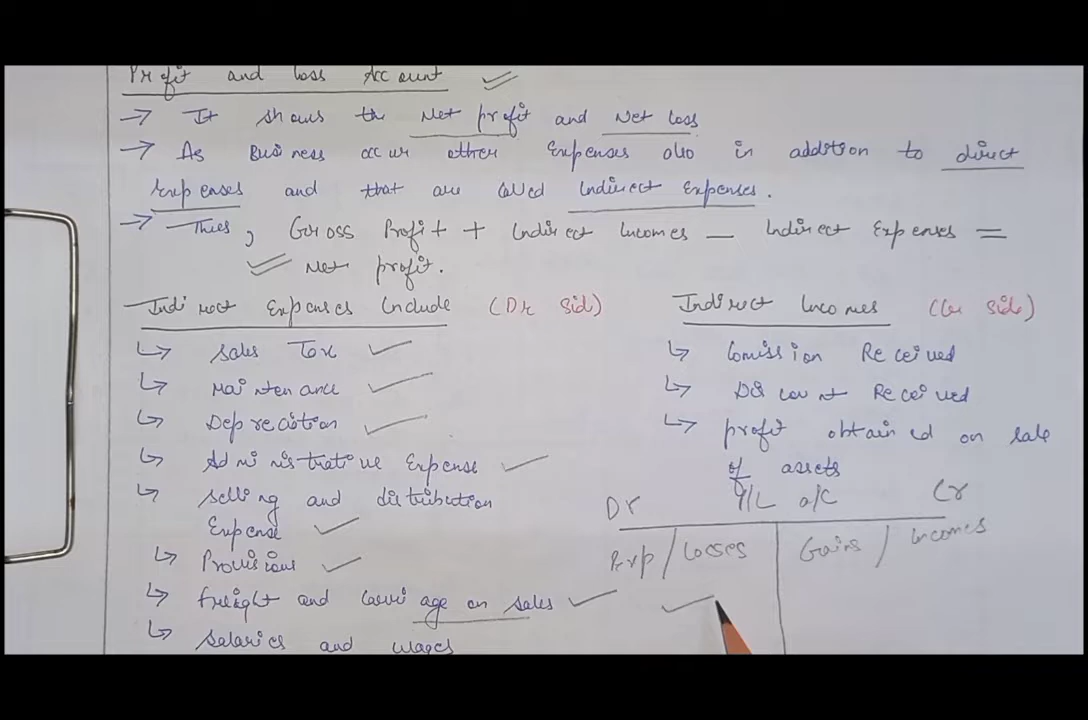 Profit and loss Account
→ It shows the Net profit and Net loss
→ As Business occur other Expenses also in addition to direct
Expenses and that are called Indirect Expenses.
→ Thus, Gross Profit + Indirect Incomes — Indirect Expenses =
Net profit.
Indirect Expenses Include (Dr side)
↳ Sales Tax
↳ Maintenance
↳ Depreciation
↳ Administrative Expense
↳ Selling and distribution
Expense
↳ Provisions
↳ freight and carriage on sales
↳ Salaries and wages
Indirect Incomes (Cr side)
↳ Comission Received
↳ Discount Received
↳ profit obtained on sale
of assets
Dr P/L a/c Cr
Exp / Losses Gains / Incomes